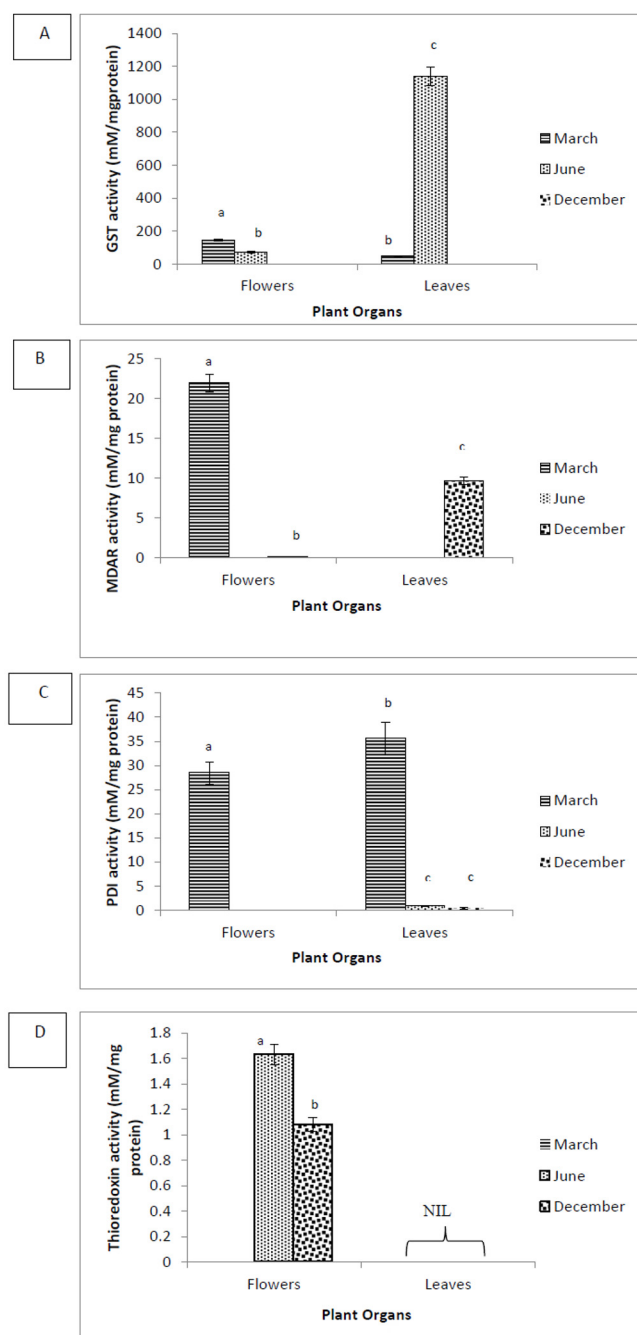 A
GST activity (mM/mgprotein)
1400
1200
1000
800
600
400
200
0
a
b
b
c
Flowers
Leaves
Plant Organs
March
June
December
B
MDAR activity (mM/mg protein)
25
20
15
10
5
0
a
b
c
Flowers
Leaves
Plant Organs
March
June
December
C
PDI activity (mM/mg protein)
45
40
35
30
25
20
15
10
5
0
a
b
c
c
Flowers
Leaves
Plant Organs
March
June
December
D
Thioredoxin activity (mM/mg
protein)
1.8
1.6
1.4
1.2
1
0.8
0.6
0.4
0.2
0
a
b
NIL
Flowers
Leaves
Plant Organs
March
June
December